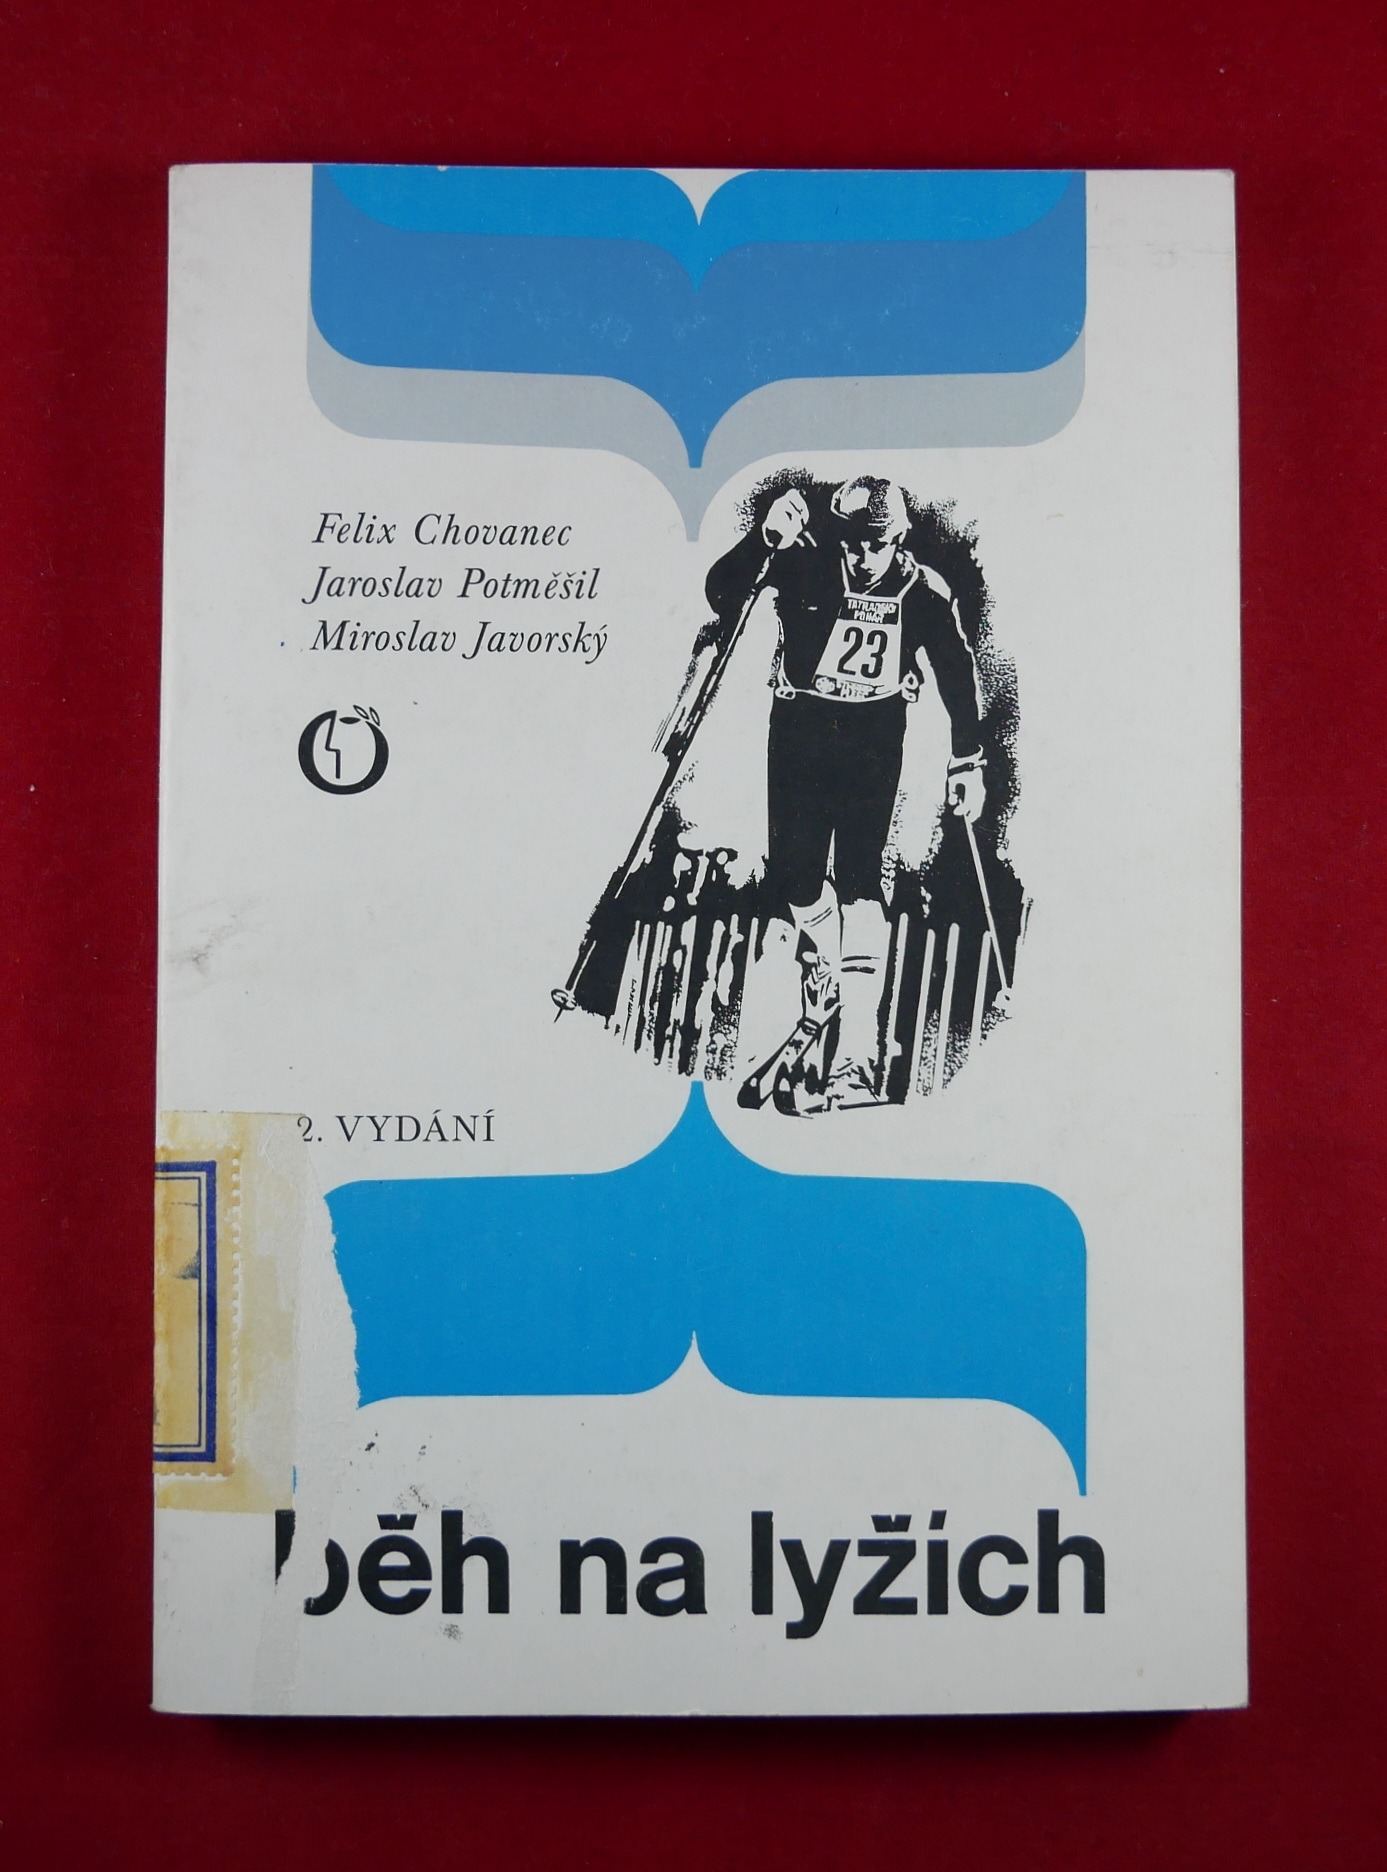 Felix Chovanec
Jaroslav Potměšil
Miroslav Javorský
23
2. VYDÁNÍ
běh na lyžích